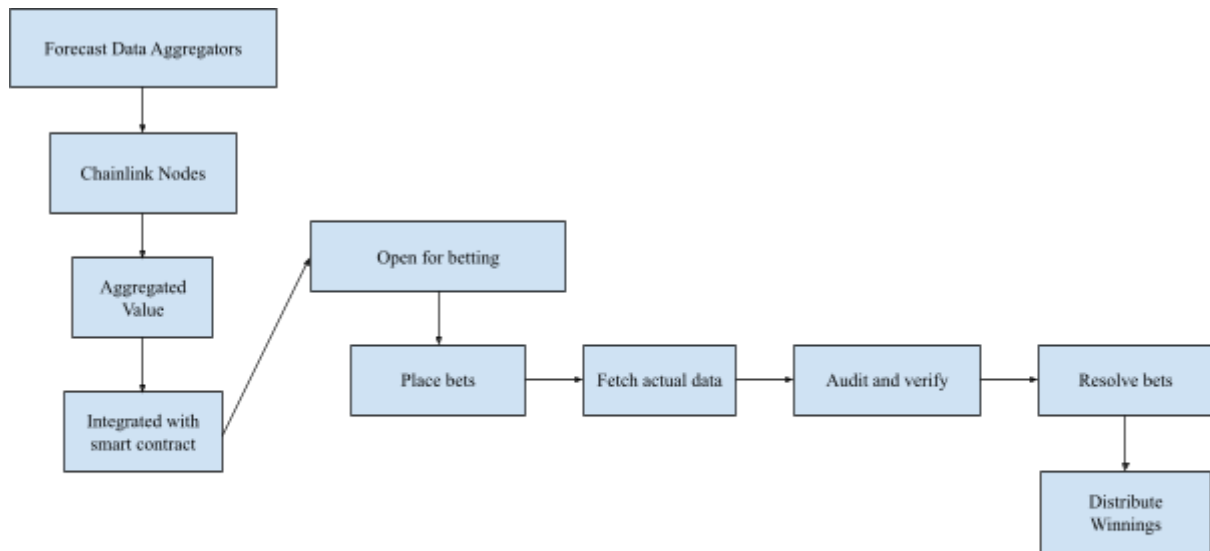 Forecast Data Aggregators
Chainlink Nodes
Aggregated
Value
Integrated with
smart contract
Open for betting
Place bets
Fetch actual data
Audit and verify
Resolve bets
Distribute
Winnings